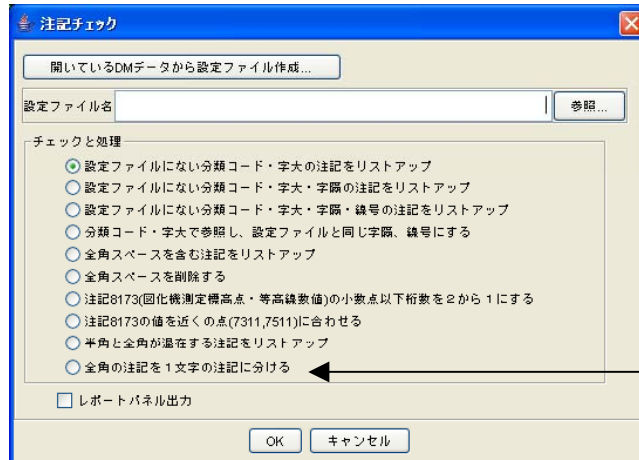 注記チェック
開いているDMデータから設定ファイル作成...
設定ファイル名
参照...
チェックと処理
設定ファイルにない分類コード・字大の注記をリストアップ
設定ファイルにない分類コード・字大・字隔の注記をリストアップ
設定ファイルにない分類コード・字大・字隔・線号の注記をリストアップ
分類コード・字大で参照し、設定ファイルと同じ字隔、線号にする
全角スペースを含む注記をリストアップ
全角スペースを削除する
注記8173(図化機測定標高点・等高線数値)の小数点以下桁数を2から1にする
注記8173の値を近くの点(7311,7511)に合わせる
半角と全角が混在する注記をリストアップ
全角の注記を1文字の注記に分ける
レポートパネル出力
OK キャンセル